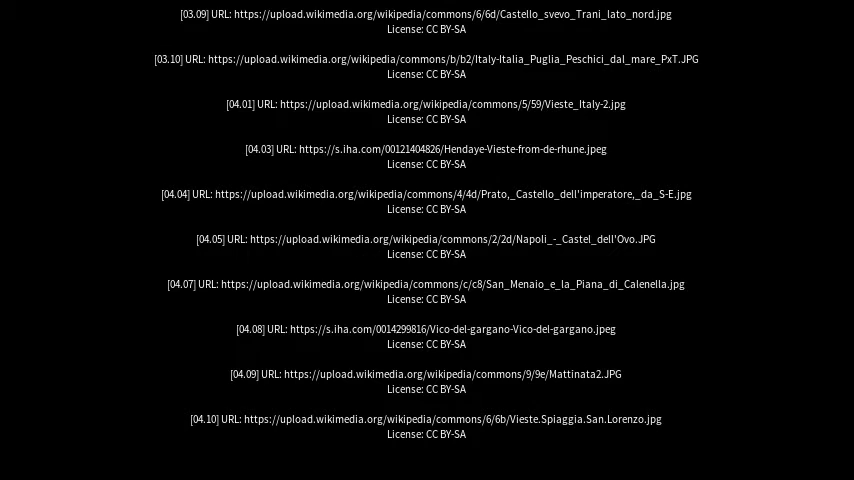 [03.09] URL: https://upload.wikimedia.org/wikipedia/commons/6/6d/Castello_svevo_Trani_lato_nord.jpg
License: CC BY-SA
[03.10] URL: https://upload.wikimedia.org/wikipedia/commons/b/b2/Italy-Italia_Puglia_Peschici_dal_mare_PxT.JPG
License: CC BY-SA
[04.01] URL: https://upload.wikimedia.org/wikipedia/commons/5/59/Vieste_Italy-2.jpg
License: CC BY-SA
[04.03] URL: https://s.iha.com/00121404826/Hendaye-Vieste-from-de-rhune.jpeg
License: CC BY-SA
[04.04] URL: https://upload.wikimedia.org/wikipedia/commons/4/4d/Prato,_Castello_dell'imperatore,_da_S-E.jpg
License: CC BY-SA
[04.05] URL: https://upload.wikimedia.org/wikipedia/commons/2/2d/Napoli_-_Castel_dell'Ovo.JPG
License: CC BY-SA
[04.07] URL: https://upload.wikimedia.org/wikipedia/commons/c/c8/San_Menaio_e_la_Piana_di_Calenella.jpg
License: CC BY-SA
[04.08] URL: https://s.iha.com/0014299816/Vico-del-gargano-Vico-del-gargano.jpeg
License: CC BY-SA
[04.09] URL: https://upload.wikimedia.org/wikipedia/commons/9/9e/Mattinata2.JPG
License: CC BY-SA
[04.10] URL: https://upload.wikimedia.org/wikipedia/commons/6/6b/Vieste.Spiaggia.San.Lorenzo.jpg
License: CC BY-SA